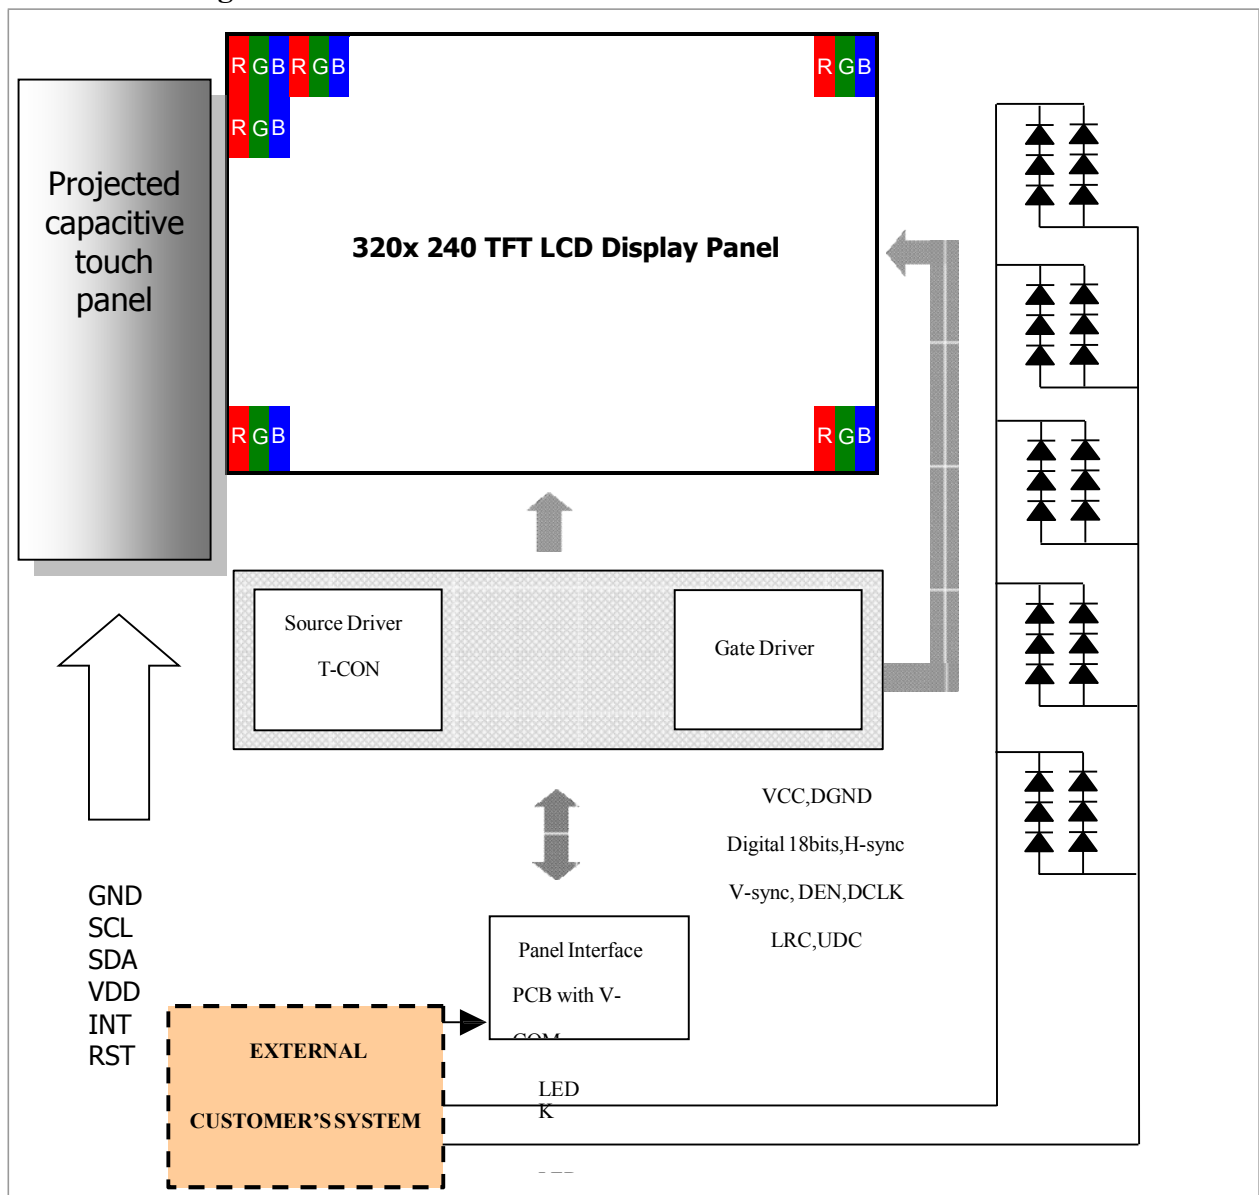 R G B R G B
R G B
R G B
Projected
capacitive
touch
panel
320x 240 TFT LCD Display Panel
R G B
R G B
Source Driver
T-CON
Gate Driver
VCC,DGND
Digital 18bits,H-sync
V-sync, DEN,DCLK
LRC,UDC
GND
SCL
SDA
VDD
INT
RST
Panel Interface
PCB with V-
COM
EXTERNAL
CUSTOMER'S SYSTEM
LED
K